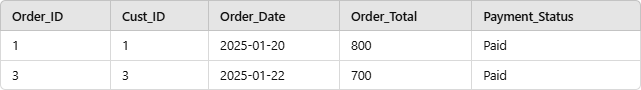 Order_ID Cust_ID Order_Date Order_Total Payment_Status
1 1 2025-01-20 800 Paid
3 3 2025-01-22 700 Paid